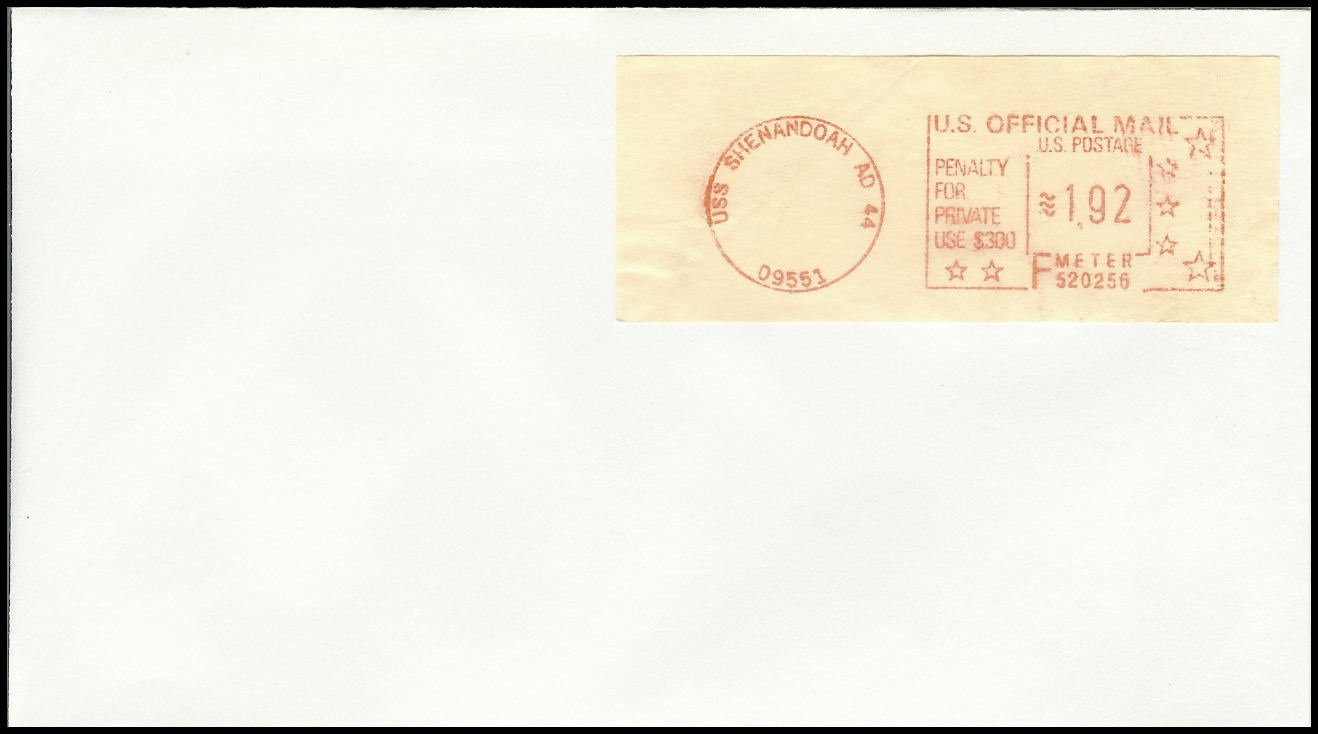 USS SHENANDOAH AD 44
09551
U.S. OFFICIAL MAIL
U.S. POSTAGE
PENALTY
FOR
PRIVATE
USE $300
1.92
F METER
520256